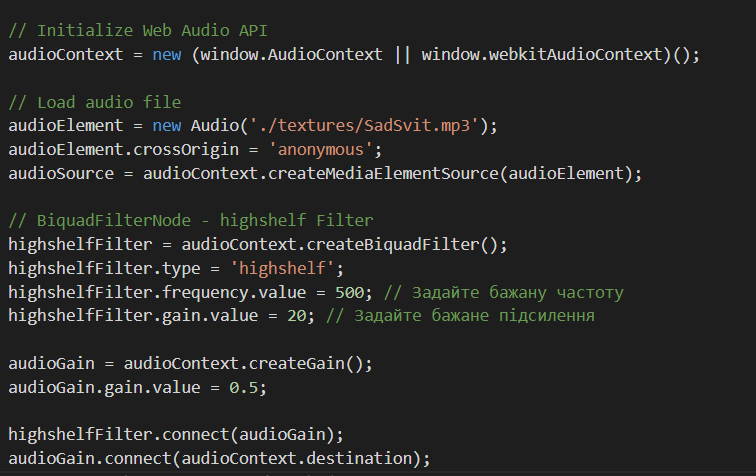 // Initialize Web Audio API
audioContext = new (window.AudioContext || window.webkitAudioContext)();
// Load audio file
audioElement = new Audio('./textures/SadSvit.mp3');
audioElement.crossOrigin = 'anonymous';
audioSource = audioContext.createMediaElementSource(audioElement);
// BiquadFilterNode - highshelf Filter
highshelfFilter = audioContext.createBiquadFilter();
highshelfFilter.type = 'highshelf';
highshelfFilter.frequency.value = 500; // Задайте бажану частоту
highshelfFilter.gain.value = 20; // Задайте бажане підсилення
audioGain = audioContext.createGain();
audioGain.gain.value = 0.5;
highshelfFilter.connect(audioGain);
audioGain.connect(audioContext.destination);